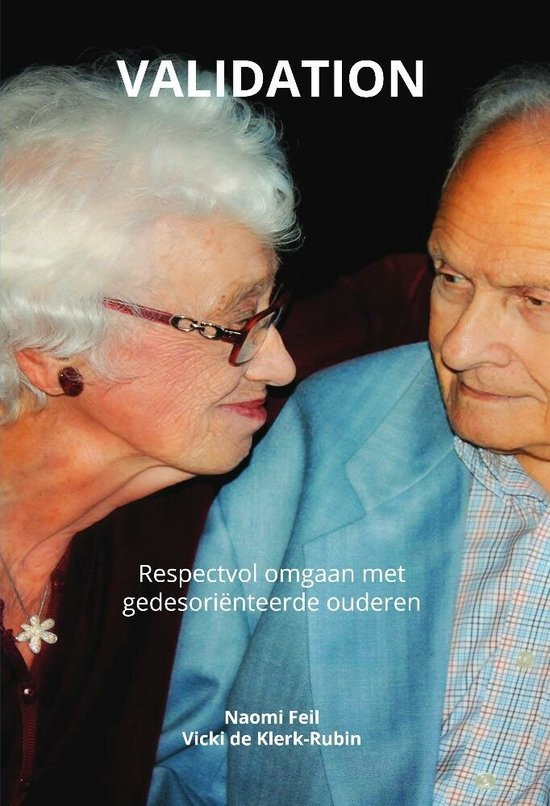 VALIDATION
Respectvol omgaan met
gedesoriënteerde ouderen
Naomi Feil
Vicki de Klerk-Rubin